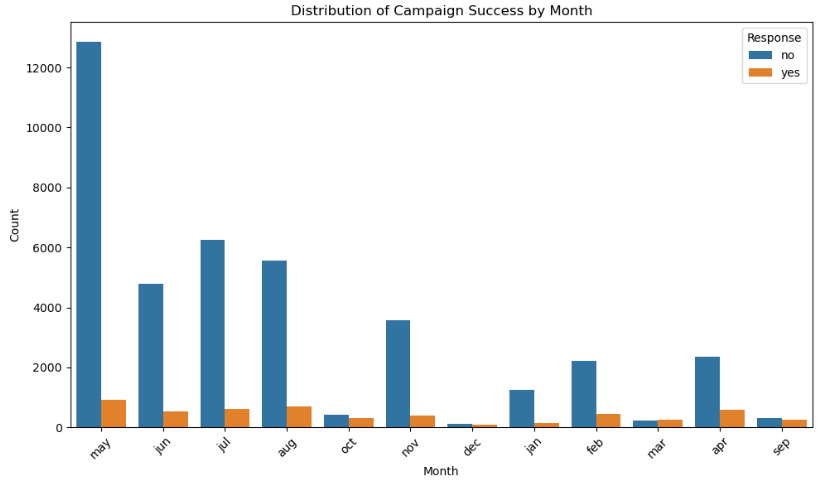 Distribution of Campaign Success by Month
Response
no
yes
Count
12000
10000
8000
6000
4000
2000
0
may jun jul aug oct nov dec jan feb mar apr sep
Month